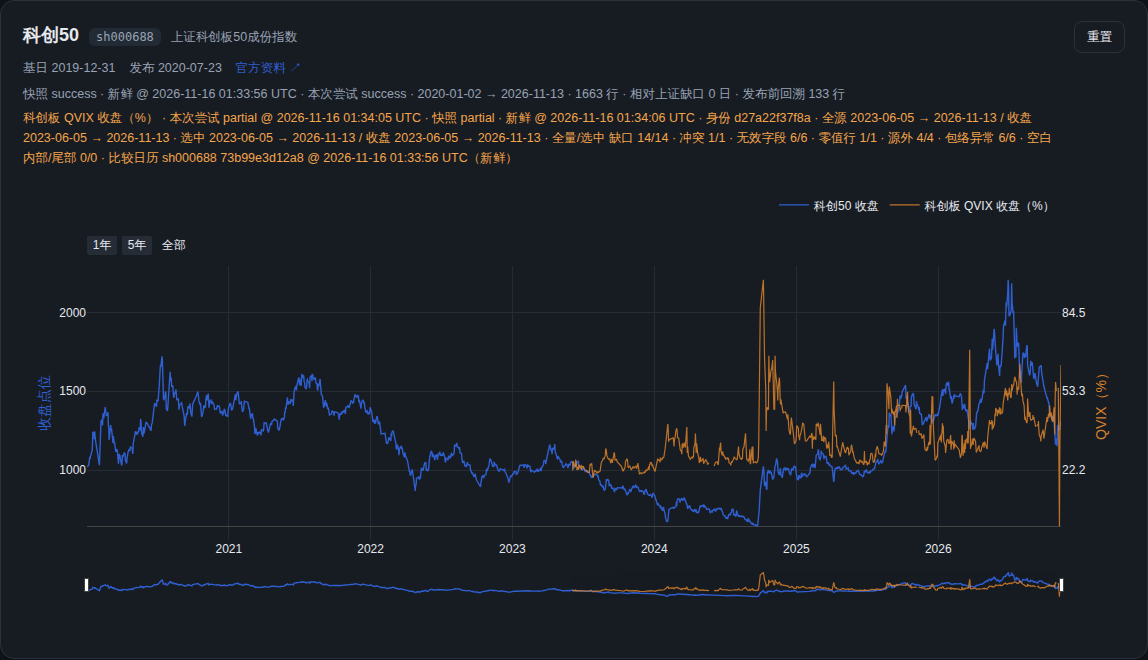 科创50 sh000688 上证科创板50成份指数 重置
基日 2019-12-31 发布 2020-07-23 官方资料 ↗
快照 success · 新鲜 @ 2026-11-16 01:33:56 UTC · 本次尝试 success · 2020-01-02 → 2026-11-13 · 1663 行 · 相对上证缺口 0 日 · 发布前回溯 133 行
科创板 QVIX 收盘（%） · 本次尝试 partial @ 2026-11-16 01:34:05 UTC · 快照 partial · 新鲜 @ 2026-11-16 01:34:06 UTC · 身份 d27a22f37f8a · 全源 2023-06-05 → 2026-11-13 / 收盘
2023-06-05 → 2026-11-13 · 选中 2023-06-05 → 2026-11-13 / 收盘 2023-06-05 → 2026-11-13 · 全量/选中 缺口 14/14 · 冲突 1/1 · 无效字段 6/6 · 零值行 1/1 · 源外 4/4 · 包络异常 6/6 · 空白
内部/尾部 0/0 · 比较日历 sh000688 73b99e3d12a8 @ 2026-11-16 01:33:56 UTC（新鲜）
科创50 收盘 科创板 QVIX 收盘（%）
1年 5年 全部
2000 84.5
1500 53.3
收盘点位
QVIX（%）
1000 22.2
2021 2022 2023 2024 2025 2026